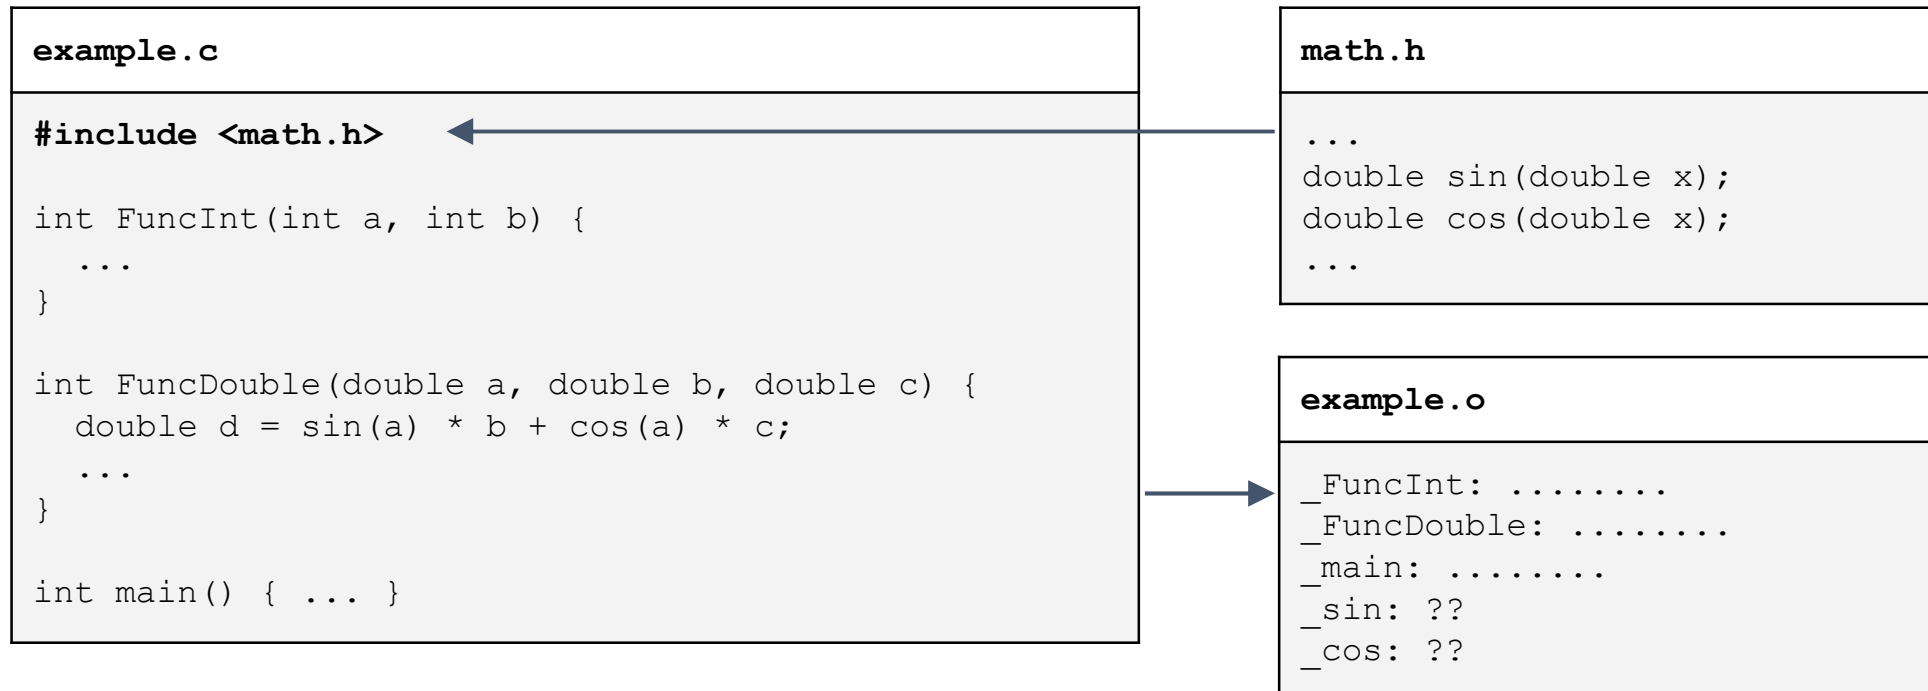 example.c
#include <math.h>
int FuncInt(int a, int b) {
  ...
}
int FuncDouble(double a, double b, double c) {
  double d = sin(a) * b + cos(a) * c;
  ...
}
int main() { ... }
math.h
...
double sin(double x);
double cos(double x);
...
example.o
_FuncInt: ........
_FuncDouble: ........
_main: ........
_sin: ??
_cos: ??